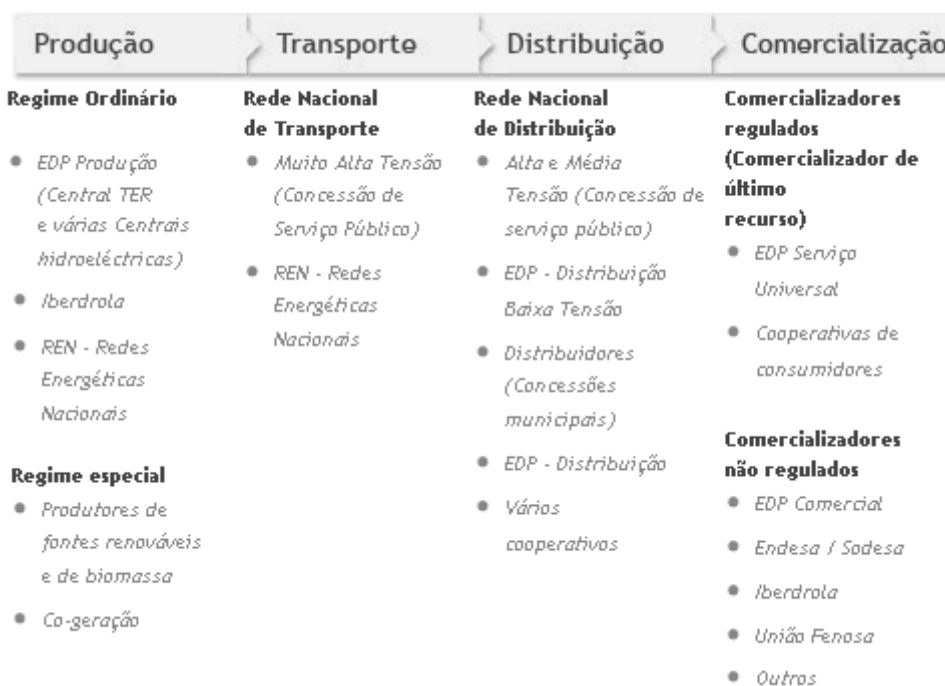 Produção
Transporte
Distribuição
Comercialização
Regime Ordinário
EDP Produção
(Central TER
e várias Centrais
hidroeléctricas)
Iberdrola
REN - Redes
Energéticas
Nacionais
Regime especial
Produtores de
fontes renováveis
e de biomassa
Co-geração
Rede Nacional
de Transporte
Muito Alta Tensão
(Concessão de
Serviço Público)
REN - Redes
Energéticas
Nacionais
Rede Nacional
de Distribuição
Alta e Média
Tensão (Concessão de
serviço público)
EDP - Distribuição
Baixa Tensão
Distribuidores
(Concessões
municipais)
EDP - Distribuição
Vários
cooperativos
Comercializadores
regulados
(Comercializador de
último
recurso)
EDP Serviço
Universal
Cooperativas de
consumidores
Comercializadores
não regulados
EDP Comercial
Endesa / Sodesa
Iberdrola
União Fenosa
Outros